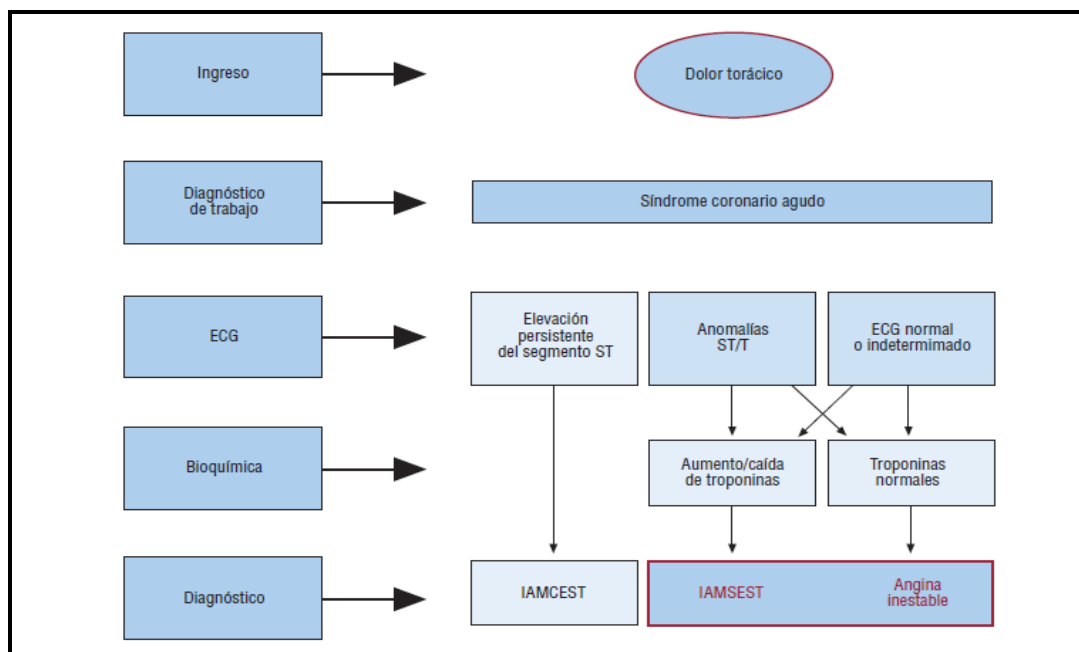 Ingreso
Dolor torácico
Diagnóstico
de trabajo
Síndrome coronario agudo
ECG
Elevación
persistente
del segmento ST
Anomalías
ST/T
ECG normal
o indetermimado
Bioquímica
Aumento/caída
de troponinas
Troponinas
normales
Diagnóstico
IAMCEST
IAMSEST
Angina
inestable